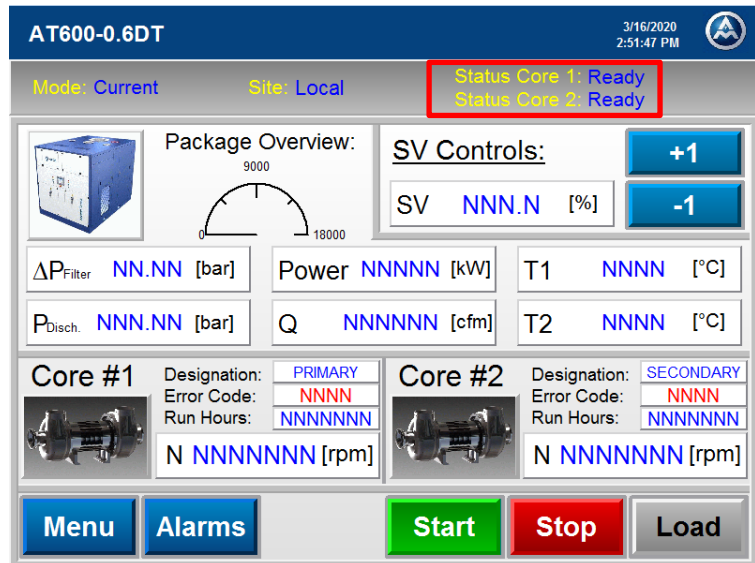 AT600-0.6DT
3/16/2020
2:51:47 PM
Mode: Current
Site: Local
Status Core 1: Ready
Status Core 2: Ready
Package Overview:
9000
0
18000
SV Controls:
+1
SV NNN.N [%]
-1
ΔPFilter NN.NN [bar]
Power NNNNN [kW]
T1 NNNN [°C]
PDisch. NNN.NN [bar]
Q NNNNNN [cfm]
T2 NNNN [°C]
Core #1
Designation: PRIMARY
Error Code: NNNN
Run Hours: NNNNNNN
N NNNNNNN [rpm]
Core #2
Designation: SECONDARY
Error Code: NNNN
Run Hours: NNNNNNN
N NNNNNNN [rpm]
Menu
Alarms
Start
Stop
Load